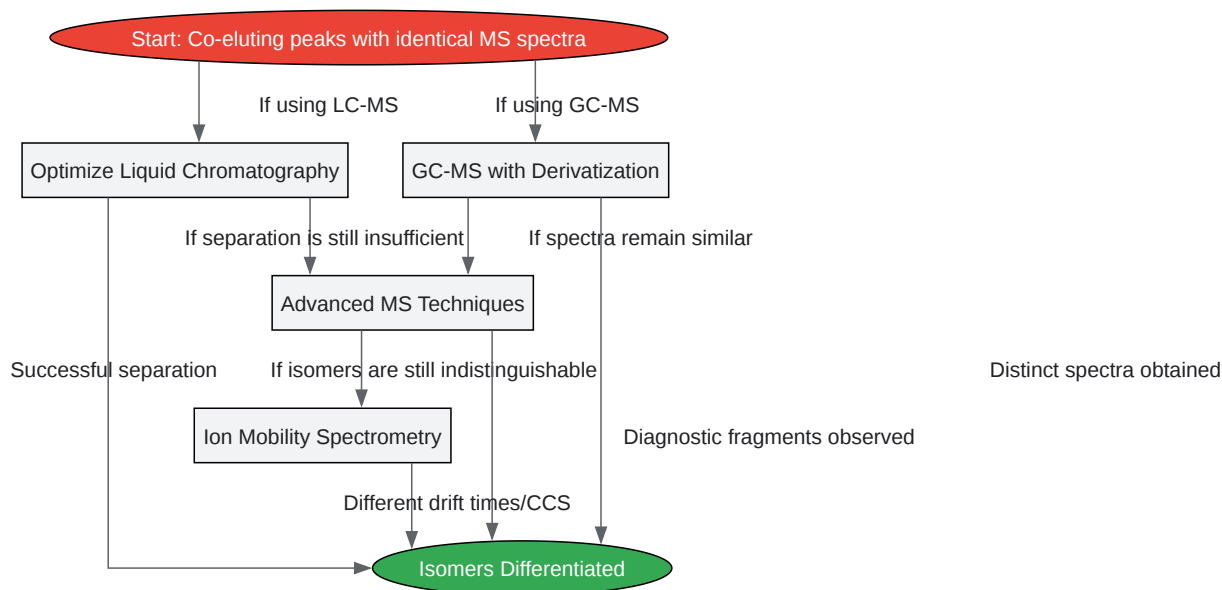 Start: Co-eluting peaks with identical MS spectra
If using LC-MS
If using GC-MS
Optimize Liquid Chromatography
GC-MS with Derivatization
If separation is still insufficient
If spectra remain similar
Advanced MS Techniques
Successful separation
If isomers are still indistinguishable
Distinct spectra obtained
Ion Mobility Spectrometry
Diagnostic fragments observed
Different drift times/CCS
Isomers Differentiated